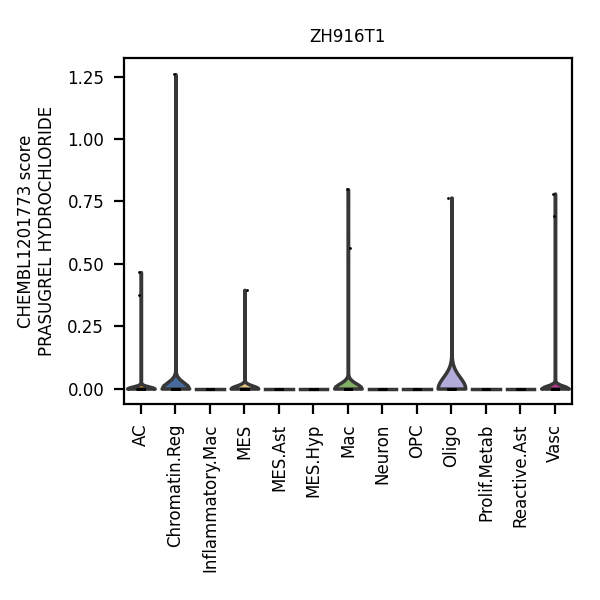 ZH916T1
CHEMBL1201773 score
PRASUGREL HYDROCHLORIDE
1.25
1.00
0.75
0.50
0.25
0.00
AC
Chromatin.Reg
Inflammatory.Mac
MES
MES.Ast
MES.Hyp
Mac
Neuron
OPC
Oligo
Prolif.Metab
Reactive.Ast
Vasc